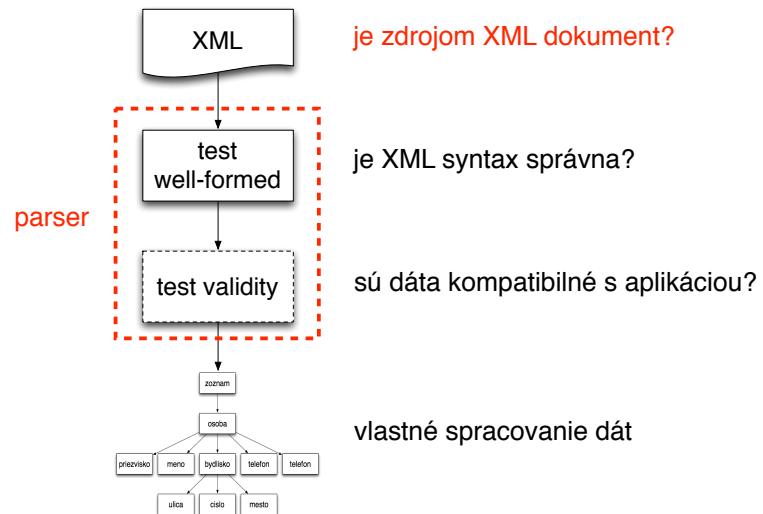 XML
je zdrojom XML dokument?
test
well-formed
je XML syntax správna?
parser
test validity
sú dáta kompatibilné s aplikáciou?
zoznam
osoba
vlastné spracovanie dát
priezvisko meno bydlisko telefon telefon
ulica cislo mesto